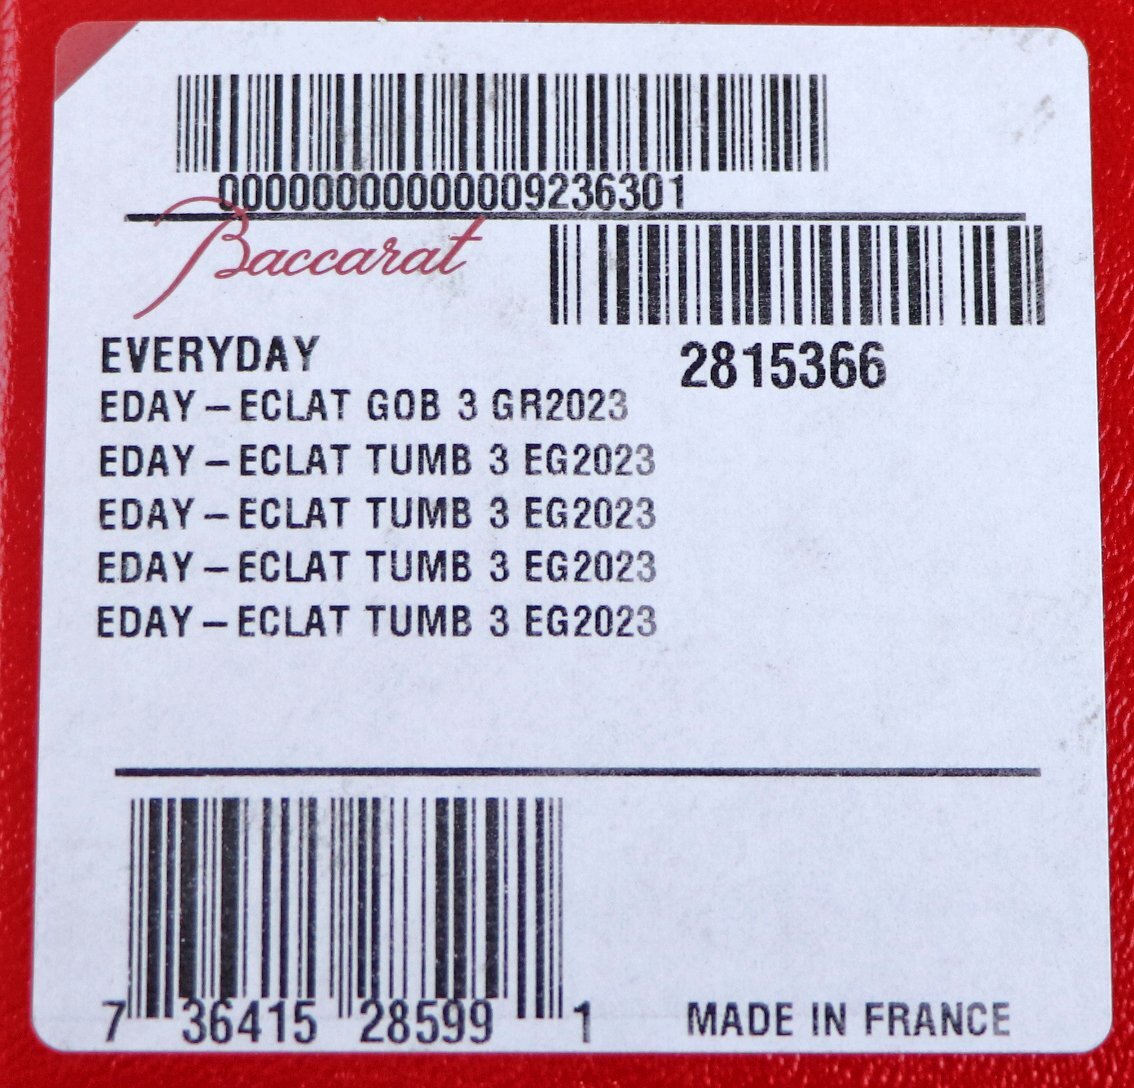 00000000000009236301
Baccarat
EVERYDAY
2815366
EDAY – ECLAT GOB 3 GR2023
EDAY – ECLAT TUMB 3 EG2023
EDAY – ECLAT TUMB 3 EG2023
EDAY – ECLAT TUMB 3 EG2023
EDAY – ECLAT TUMB 3 EG2023
7 36415 28599 1
MADE IN FRANCE